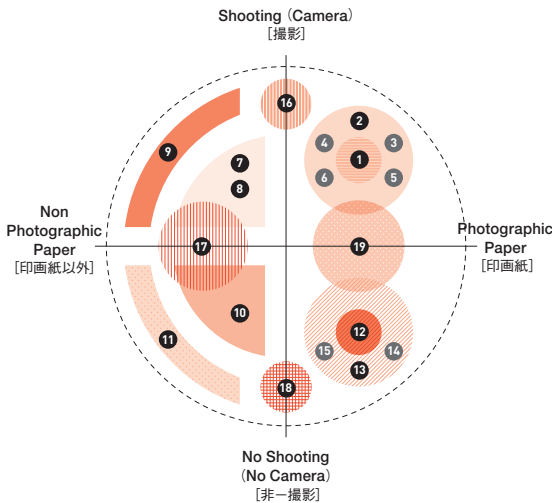 Shooting (Camera)
[撮影]
16
2
4
3
9
1
7
6
5
8
Non
Photographic
Paper
[印画紙以外]
17
19
Photographic
Paper
[印画紙]
10
12
11
15
14
13
18
No Shooting
(No Camera)
[非ー撮影]